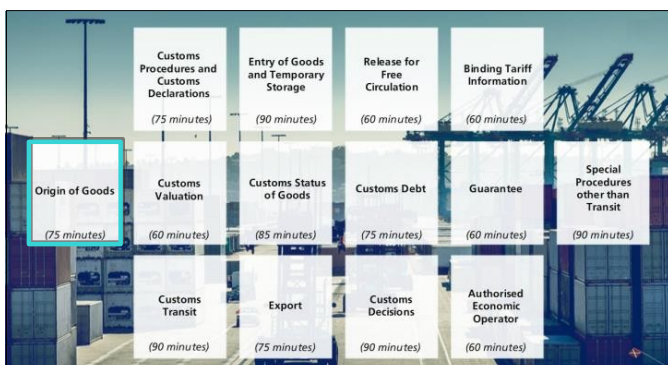 Customs
Procedures and
Customs
Declarations
(75 minutes)
Entry of Goods
and Temporary
Storage
(90 minutes)
Release for
Free
Circulation
(60 minutes)
Binding Tariff
Information
(60 minutes)
Origin of Goods
(75 minutes)
Customs
Valuation
(60 minutes)
Customs Status
of Goods
(85 minutes)
Customs Debt
(75 minutes)
Guarantee
(60 minutes)
Special
Procedures
other than
Transit
(90 minutes)
Customs
Transit
(90 minutes)
Export
(75 minutes)
Customs
Decisions
(90 minutes)
Authorised
Economic
Operator
(60 minutes)